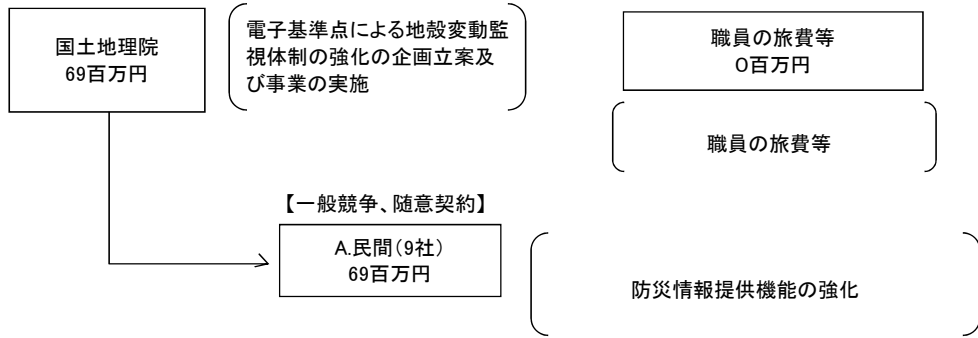 国土地理院
69百万円
電子基準点による地殻変動監
視体制の強化の企画立案及
び事業の実施
職員の旅費等
0百万円
職員の旅費等
【一般競争、随意契約】
A.民間(9社)
69百万円
防災情報提供機能の強化